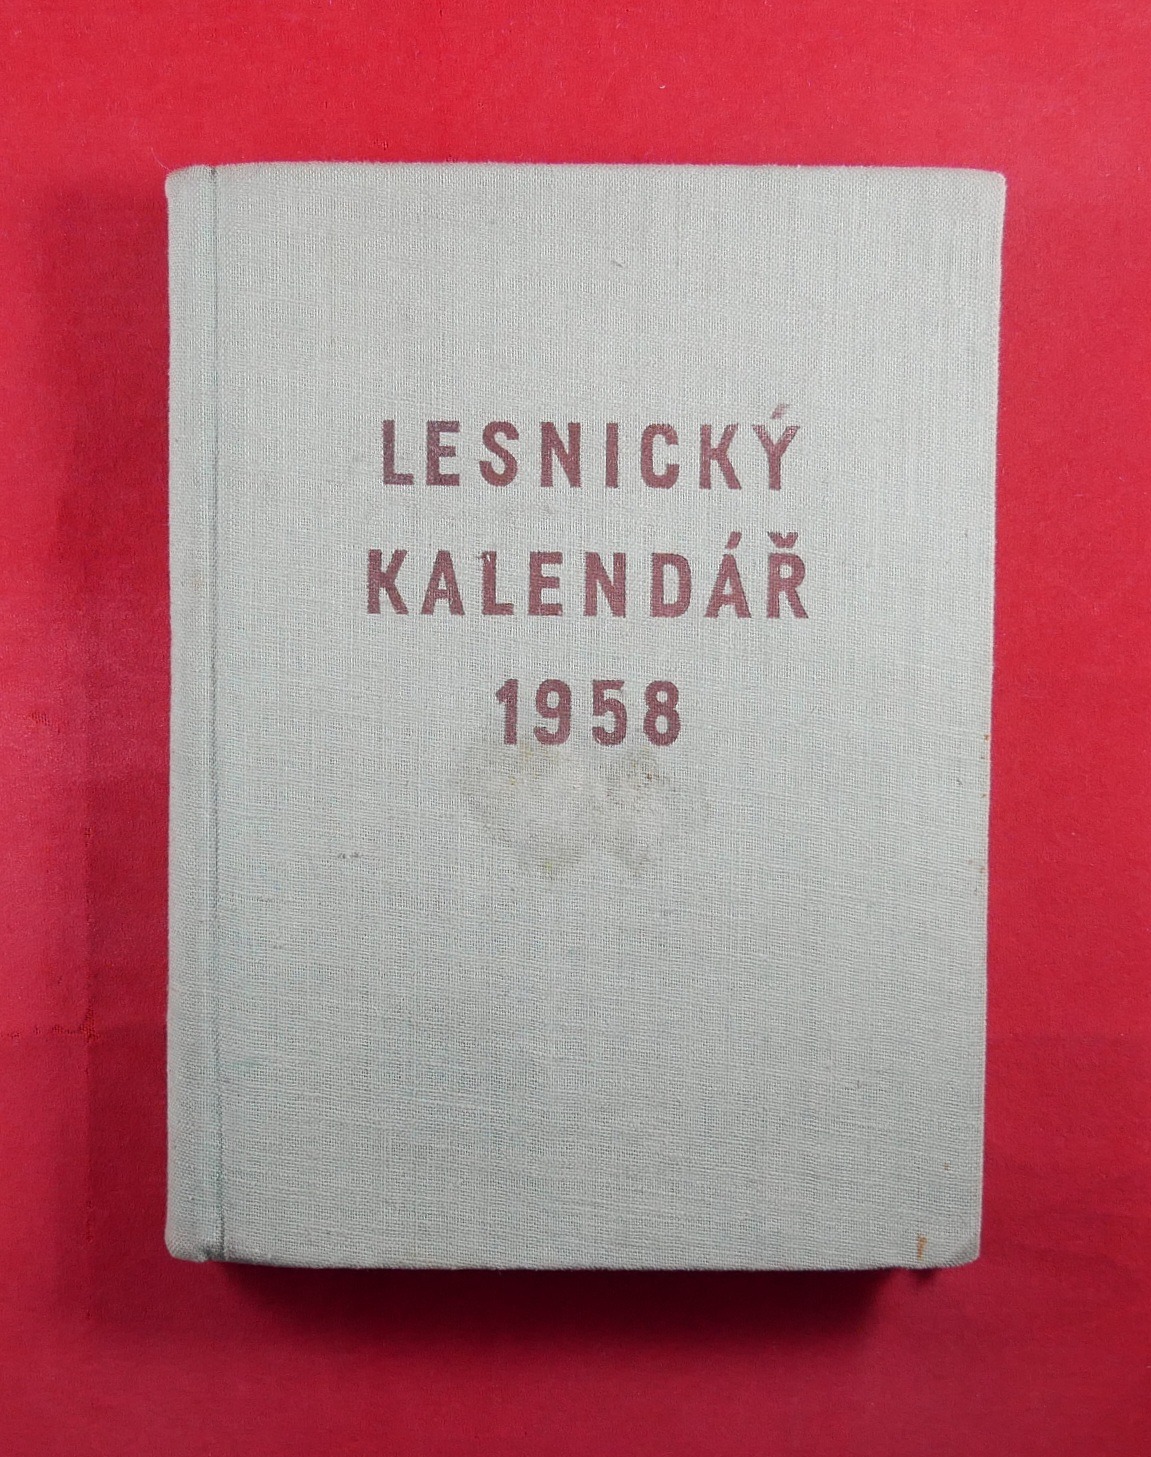 LESNICKÝ
KALENDÁŘ
1958